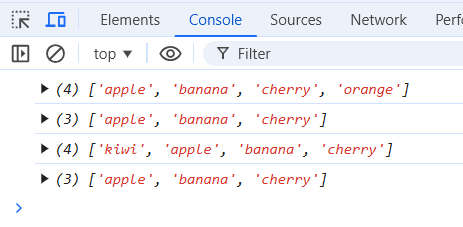 Elements Console Sources Network Perfo
top ▼ Filter
▶ (4) ['apple', 'banana', 'cherry', 'orange']
▶ (3) ['apple', 'banana', 'cherry']
▶ (4) ['kiwi', 'apple', 'banana', 'cherry']
▶ (3) ['apple', 'banana', 'cherry']
>